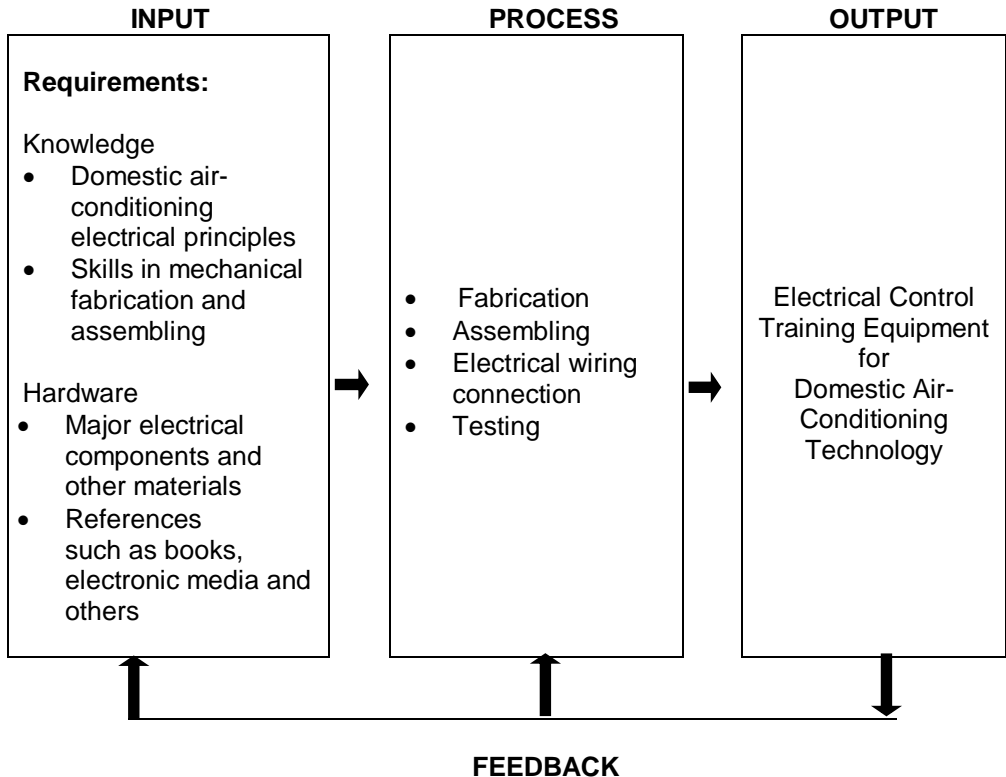 INPUT
Requirements:
Knowledge
• Domestic air-
conditioning
electrical principles
• Skills in mechanical
fabrication and
assembling
Hardware
• Major electrical
components and
other materials
• References
such as books,
electronic media and
others
PROCESS
• Fabrication
• Assembling
• Electrical wiring
connection
• Testing
OUTPUT
Electrical Control
Training Equipment
for
Domestic Air-
Conditioning
Technology
FEEDBACK